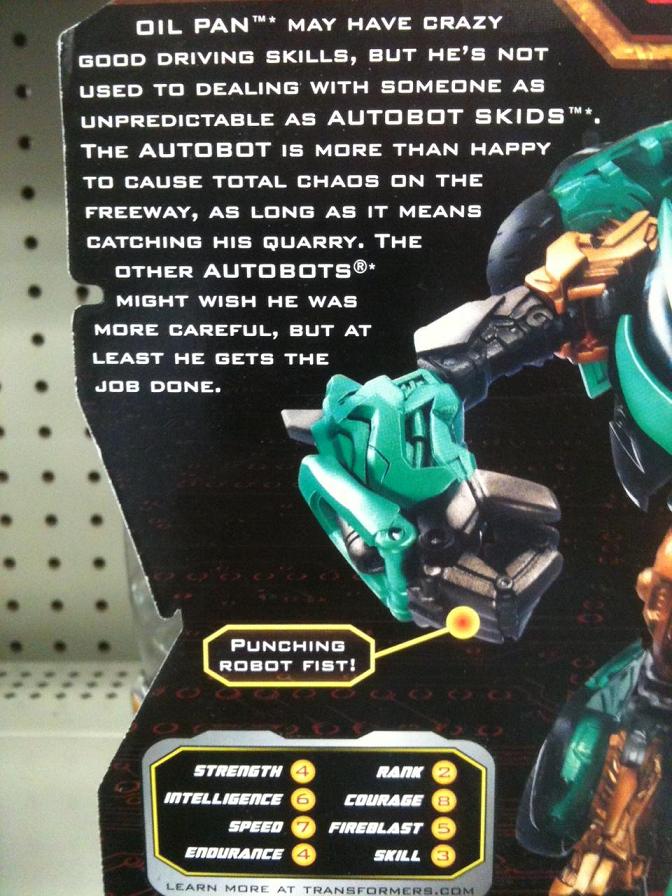 OIL PAN™* MAY HAVE CRAZY
GOOD DRIVING SKILLS, BUT HE'S NOT
USED TO DEALING WITH SOMEONE AS
UNPREDICTABLE AS AUTOBOT SKIDS™*.
THE AUTOBOT IS MORE THAN HAPPY
TO CAUSE TOTAL CHAOS ON THE
FREEWAY, AS LONG AS IT MEANS
CATCHING HIS QUARRY. THE
OTHER AUTOBOTS®*
MIGHT WISH HE WAS
MORE CAREFUL, BUT AT
LEAST HE GETS THE
JOB DONE.
PUNCHING
ROBOT FIST!
STRENGTH 4 RANK 2
INTELLIGENCE 6 COURAGE 8
SPEED 7 FIREBLAST 5
ENDURANCE 4 SKILL 3
LEARN MORE AT TRANSFORMERS.COM